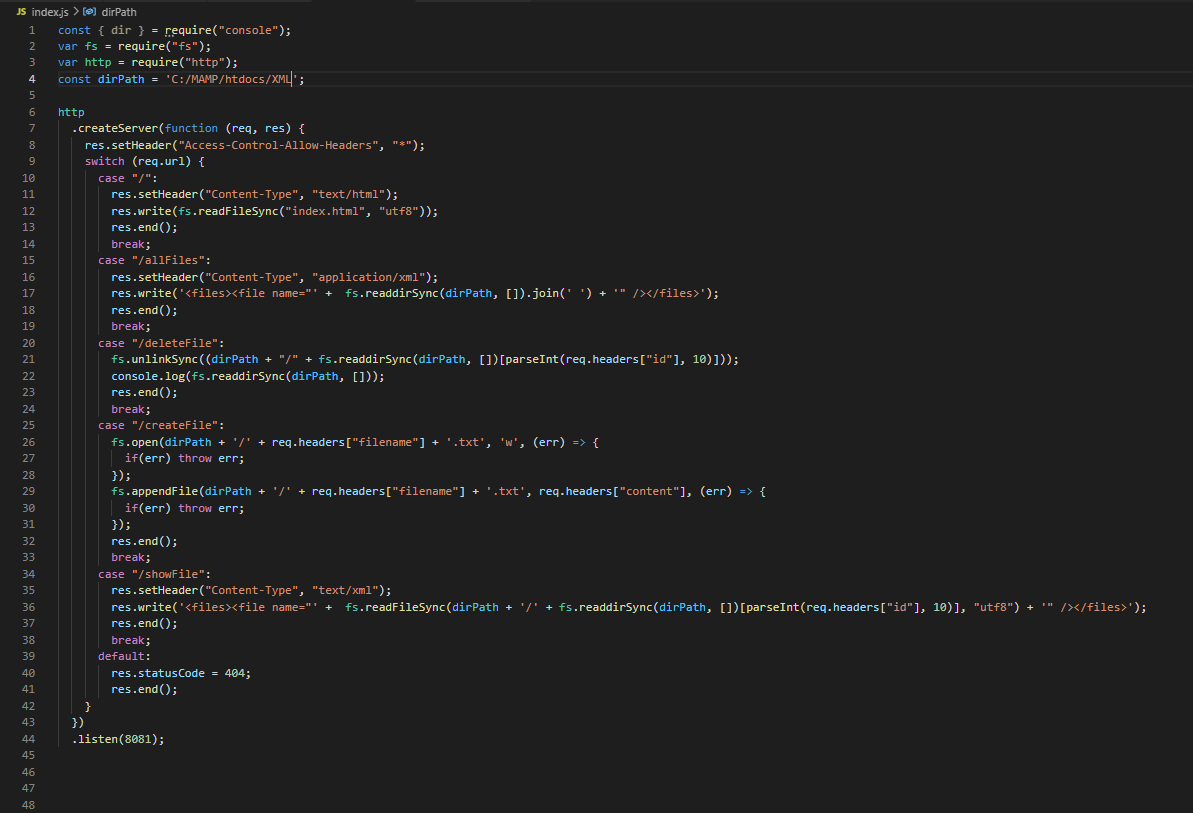 JS index.js > dirPath
1 const { dir } = require("console");
2 var fs = require("fs");
3 var http = require("http");
4 const dirPath = 'C:/MAMP/htdocs/XML';
5
6 http
7 .createServer(function (req, res) {
8 res.setHeader("Access-Control-Allow-Headers", "*");
9 switch (req.url) {
10 case "/":
11 res.setHeader("Content-Type", "text/html");
12 res.write(fs.readFileSync("index.html", "utf8"));
13 res.end();
14 break;
15 case "/allFiles":
16 res.setHeader("Content-Type", "application/xml");
17 res.write('<files><file name="' +  fs.readdirSync(dirPath, []).join(' ') + '" /></files>');
18 res.end();
19 break;
20 case "/deleteFile":
21 fs.unlinkSync((dirPath + "/" + fs.readdirSync(dirPath, [])[parseInt(req.headers["id"], 10)]));
22 console.log(fs.readdirSync(dirPath, []));
23 res.end();
24 break;
25 case "/createFile":
26 fs.open(dirPath + '/' + req.headers["filename"] + '.txt', 'w', (err) => {
27 if(err) throw err;
28 });
29 fs.appendFile(dirPath + '/' + req.headers["filename"] + '.txt', req.headers["content"], (err) => {
30 if(err) throw err;
31 });
32 res.end();
33 break;
34 case "/showFile":
35 res.setHeader("Content-Type", "text/xml");
36 res.write('<files><file name="' +  fs.readFileSync(dirPath + '/' + fs.readdirSync(dirPath, [])[parseInt(req.headers["id"], 10)], "utf8") + '" /></files>');
37 res.end();
38 break;
39 default:
40 res.statusCode = 404;
41 res.end();
42 }
43 })
44 .listen(8081);
45
46
47
48